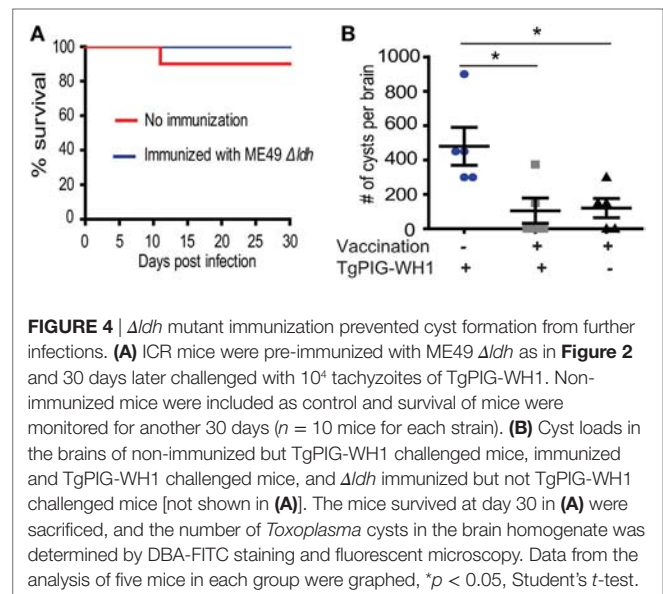 A
100
80
60
40
20
0
% survival
No immunization
Immunized with ME49 Δldh
0 5 10 15 20 25 30
Days post infection
B
1000
800
600
400
200
0
# of cysts per brain
*
*
Vaccination - + +
TgPIG-WH1 + + -
FIGURE 4 | Δldh mutant immunization prevented cyst formation from further
infections. (A) ICR mice were pre-immunized with ME49 Δldh as in Figure 2
and 30 days later challenged with 10⁴ tachyzoites of TgPIG-WH1. Non-
immunized mice were included as control and survival of mice were
monitored for another 30 days (n = 10 mice for each strain). (B) Cyst loads in
the brains of non-immunized but TgPIG-WH1 challenged mice, immunized
and TgPIG-WH1 challenged mice, and Δldh immunized but not TgPIG-WH1
challenged mice [not shown in (A)]. The mice survived at day 30 in (A) were
sacrificed, and the number of Toxoplasma cysts in the brain homogenate was
determined by DBA-FITC staining and fluorescent microscopy. Data from the
analysis of five mice in each group were graphed, *p < 0.05, Student's t-test.